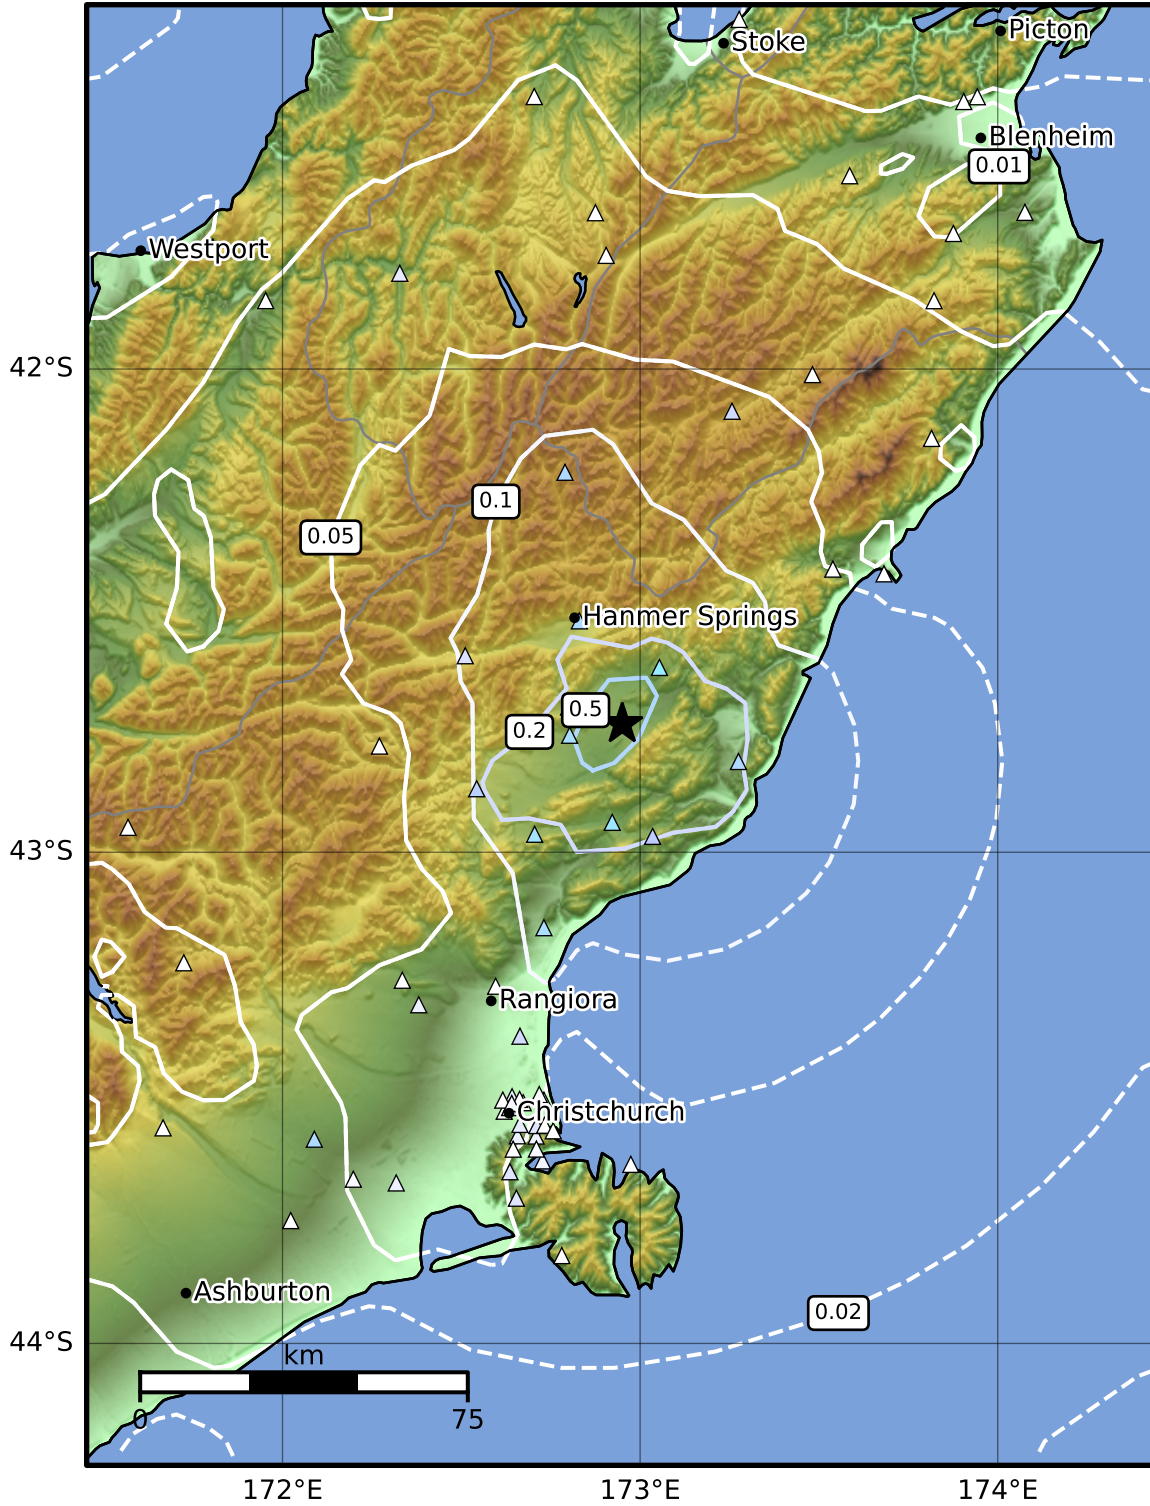 Picton
Stoke
Blenheim
0.01
Westport
42°S
0.1
0.05
Hanmer Springs
0.5
0.2
43°S
Rangiora
Christchurch
Ashburton
0.02
44°S
km
0
75
172°E
173°E
174°E